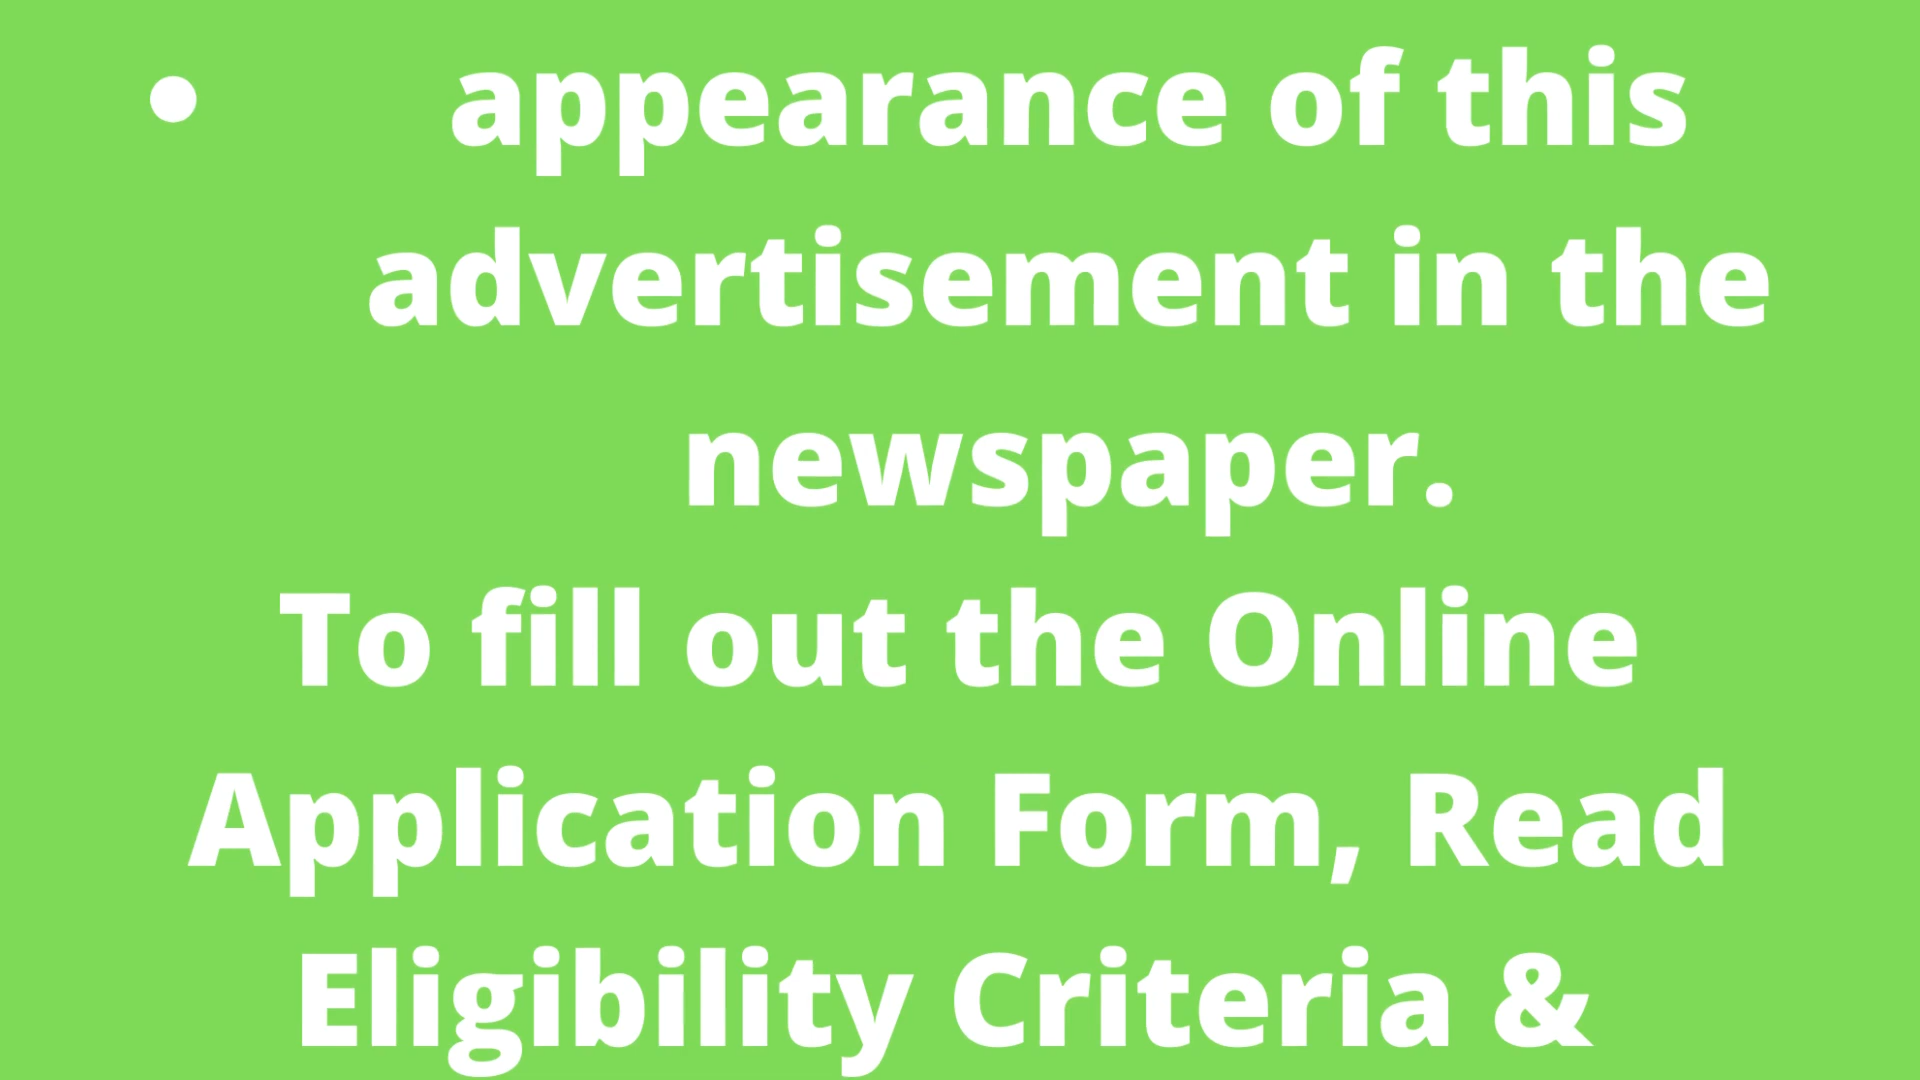 • appearance of this
advertisement in the
newspaper.
To fill out the Online
Application Form, Read
Eligibility Criteria &